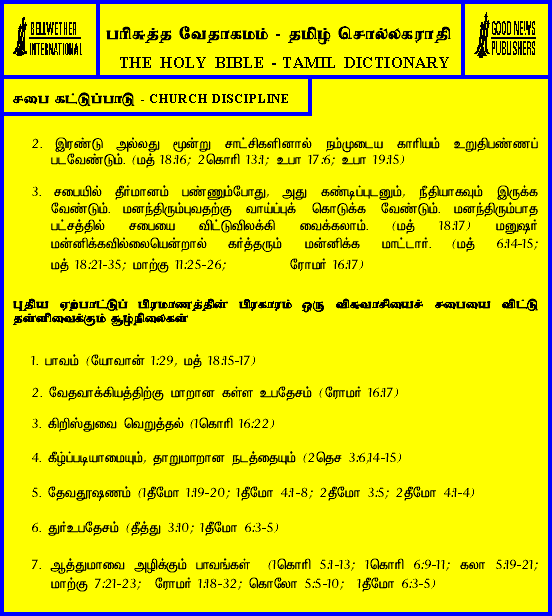 BELLWETHER
INTERNATIONAL
பரிசுத்த வேதாகமம் - தமிழ் சொல்லகராதி
THE HOLY BIBLE - TAMIL DICTIONARY
GOOD NEWS
PUBLISHERS
சபை கட்டுப்பாடு - CHURCH DISCIPLINE
2. இரண்டு அல்லது மூன்று சாட்சிகளினால் நம்முடைய காரியம் உறுதிபண்ணப்
படவேண்டும். (மத் 18:16; 2கொரி 13:1; உபா 17:6; உபா 19:15)
3. சபையில் தீர்மானம் பண்ணும்போது, அது கண்டிப்புடனும், நீதியாகவும் இருக்க
வேண்டும். மனந்திரும்புவதற்கு வாய்ப்புக் கொடுக்க வேண்டும். மனந்திரும்பாத
பட்சத்தில் சபையை விட்டுவிலக்கி வைக்கலாம். (மத் 18:17) மனுஷர்
மன்னிக்கவில்லையென்றால் கர்த்தரும் மன்னிக்க மாட்டார். (மத் 6:14-15;
மத் 18:21-35; மாற்கு 11:25-26; ரோமர் 16:17)
புதிய ஏற்பாட்டுப் பிரமாணத்தின் பிரகாரம் ஒரு விசுவாசியைச் சபையை விட்டு
தள்ளிவைக்கும் சூழ்நிலைகள்
1. பாவம் (யோவான் 1:29, மத் 18:15-17)
2. வேதவாக்கியத்திற்கு மாறான கள்ள உபதேசம் (ரோமர் 16:17)
3. கிறிஸ்துவை வெறுத்தல் (1கொரி 16:22)
4. கீழ்ப்படியாமையும், தாறுமாறான நடத்தையும் (2தெச 3:6,14-15)
5. தேவதூஷணம் (1தீமோ 1:19-20; 1தீமோ 4:1-8; 2தீமோ 3:5; 2தீமோ 4:1-4)
6. துர்உபதேசம் (தீத்து 3:10; 1தீமோ 6:3-5)
7. ஆத்துமாவை அழிக்கும் பாவங்கள் (1கொரி 5:1-13; 1கொரி 6:9-11; கலா 5:19-21;
மாற்கு 7:21-23; ரோமர் 1:18-32; கொலோ 5:5-10; 1தீமோ 6:3-5)